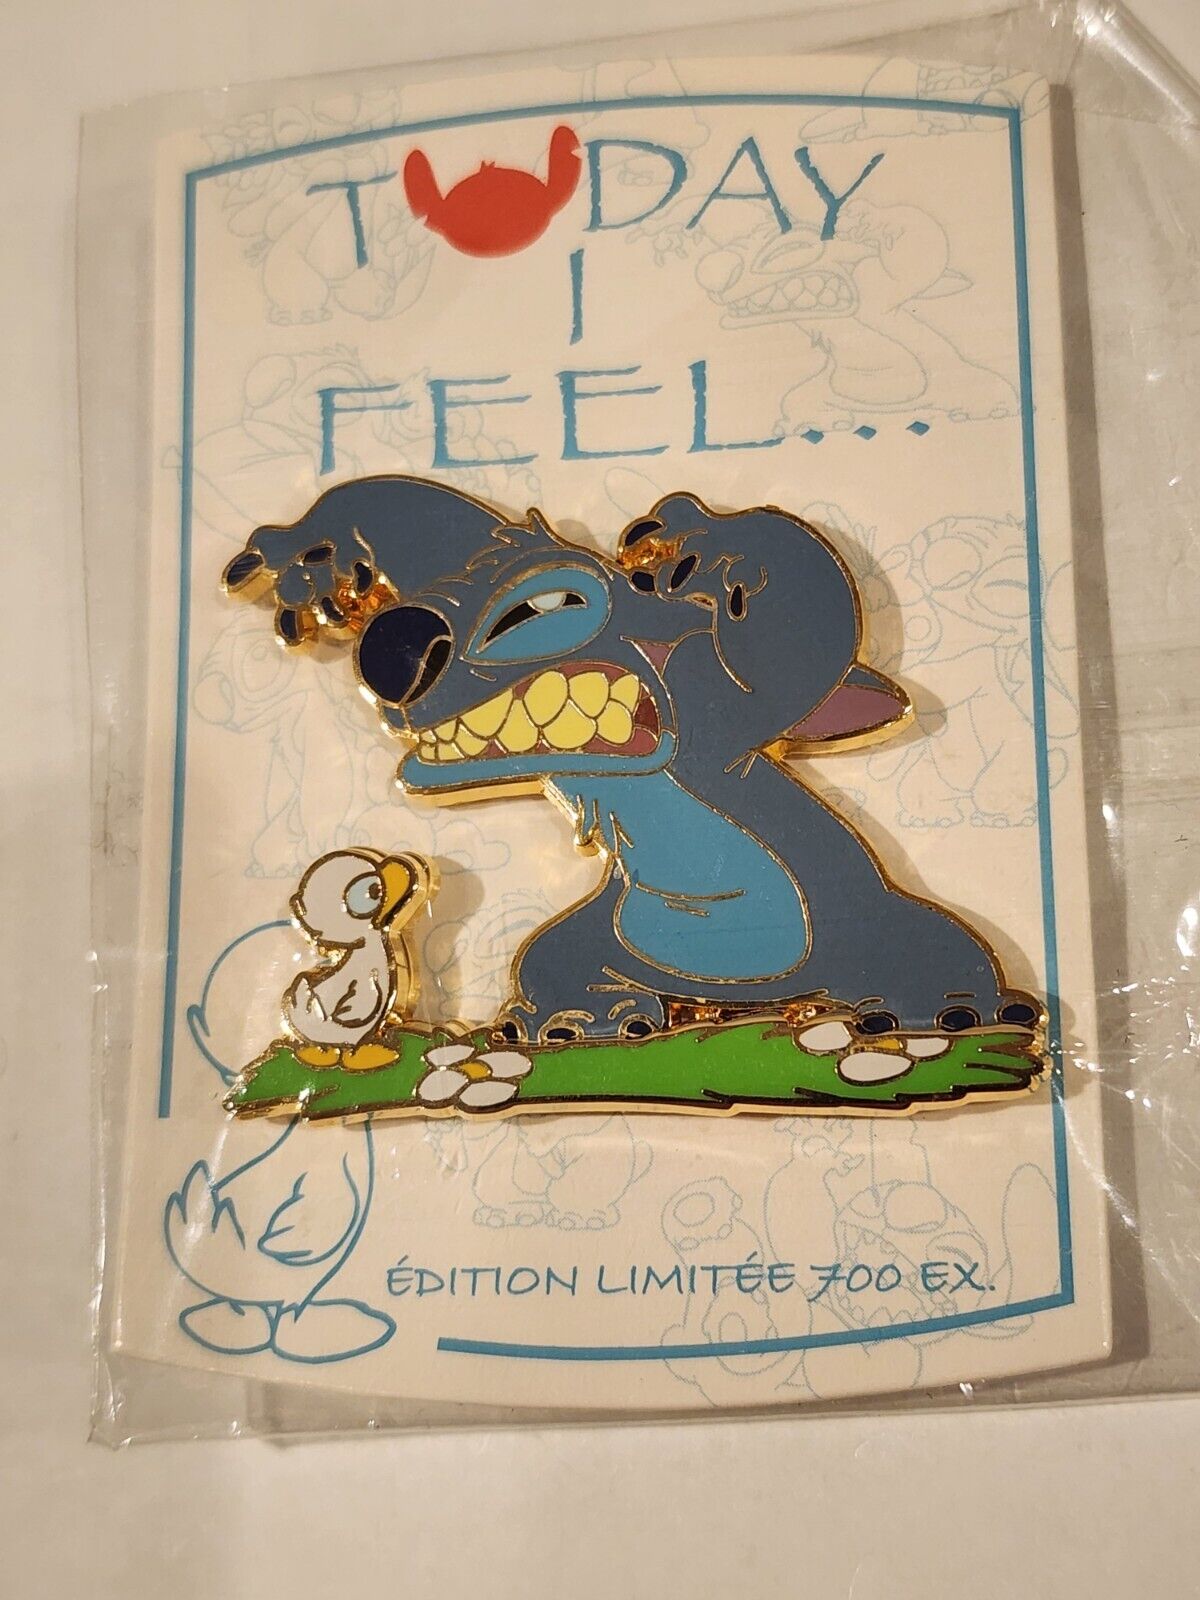 TODAY
I
FEEL...
ÉDITION LIMITÉE 700 EX.